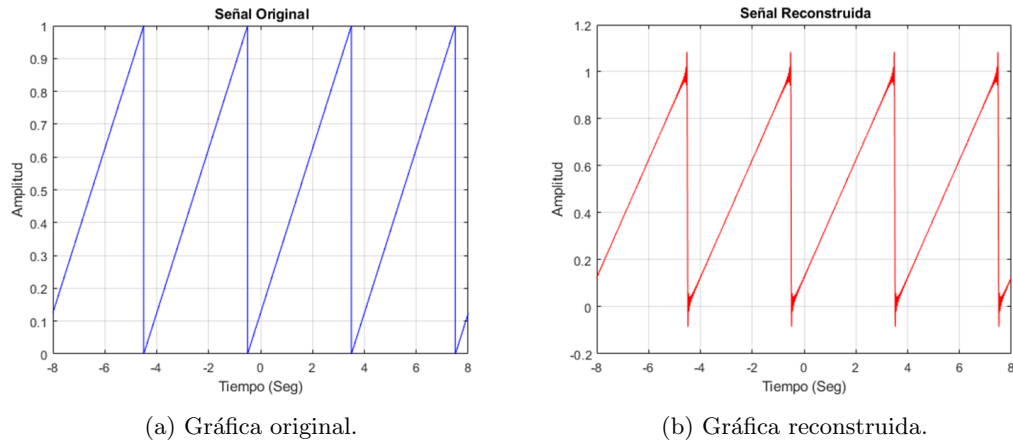 Señal Original
1
0.9
0.8
0.7
0.6
0.5
0.4
0.3
0.2
0.1
0
Amplitud
-8 -6 -4 -2 0 2 4 6 8
Tiempo (Seg)
(a) Gráfica original.
Señal Reconstruida
1.2
1
0.8
0.6
0.4
0.2
0
-0.2
Amplitud
-8 -6 -4 -2 0 2 4 6 8
Tiempo (Seg)
(b) Gráfica reconstruida.